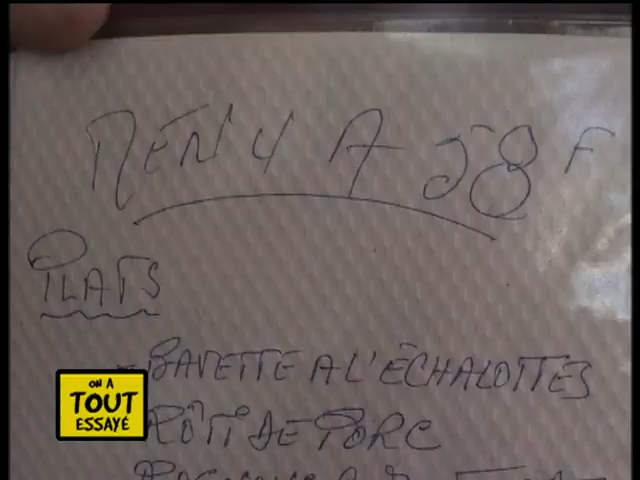 MENU A 58 F
PLATS
- BAVETTE A L'ÉCHALOTTES
RÔTI DE PORC
ON A
TOUT
ESSAYÉ